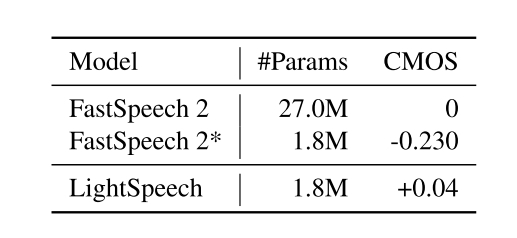 Model #Params CMOS
FastSpeech 2 27.0M 0
FastSpeech 2* 1.8M -0.230
LightSpeech 1.8M +0.04